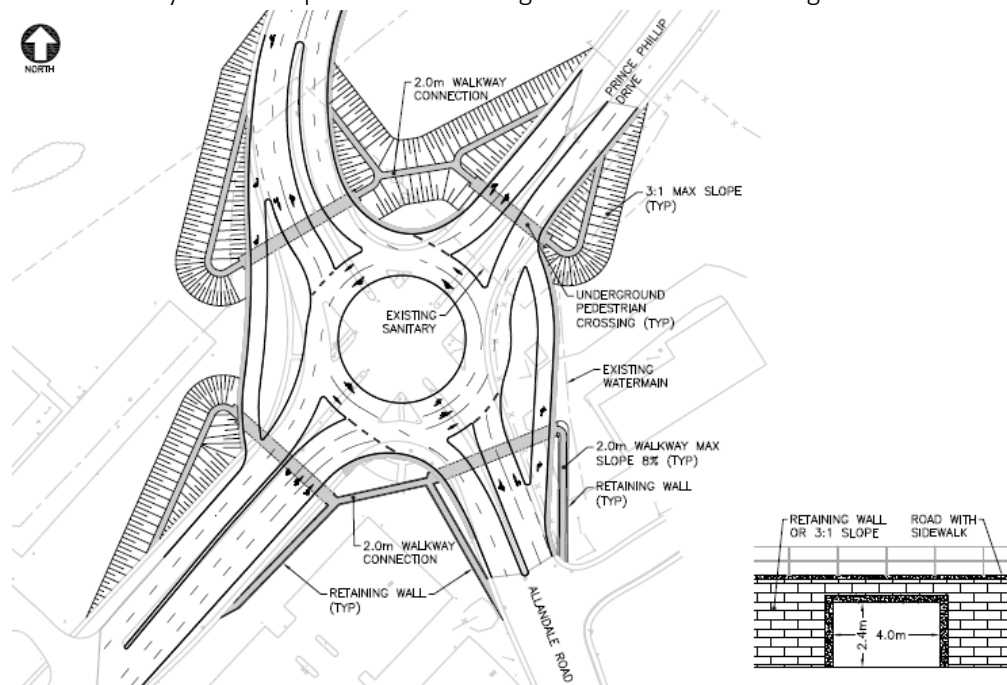 NORTH
2.0m WALKWAY
CONNECTION
PRINCE PHILLIP
DRIVE
3:1 MAX SLOPE
(TYP)
EXISTING
SANITARY
UNDERGROUND
PEDESTRIAN
CROSSING (TYP)
EXISTING
WATERMAIN
2.0m WALKWAY MAX
SLOPE 8% (TYP)
RETAINING WALL
(TYP)
2.0m WALKWAY
CONNECTION
RETAINING WALL
(TYP)
ALLANDALE ROAD
RETAINING WALL
OR 3:1 SLOPE
ROAD WITH
SIDEWALK
2.4m
4.0m